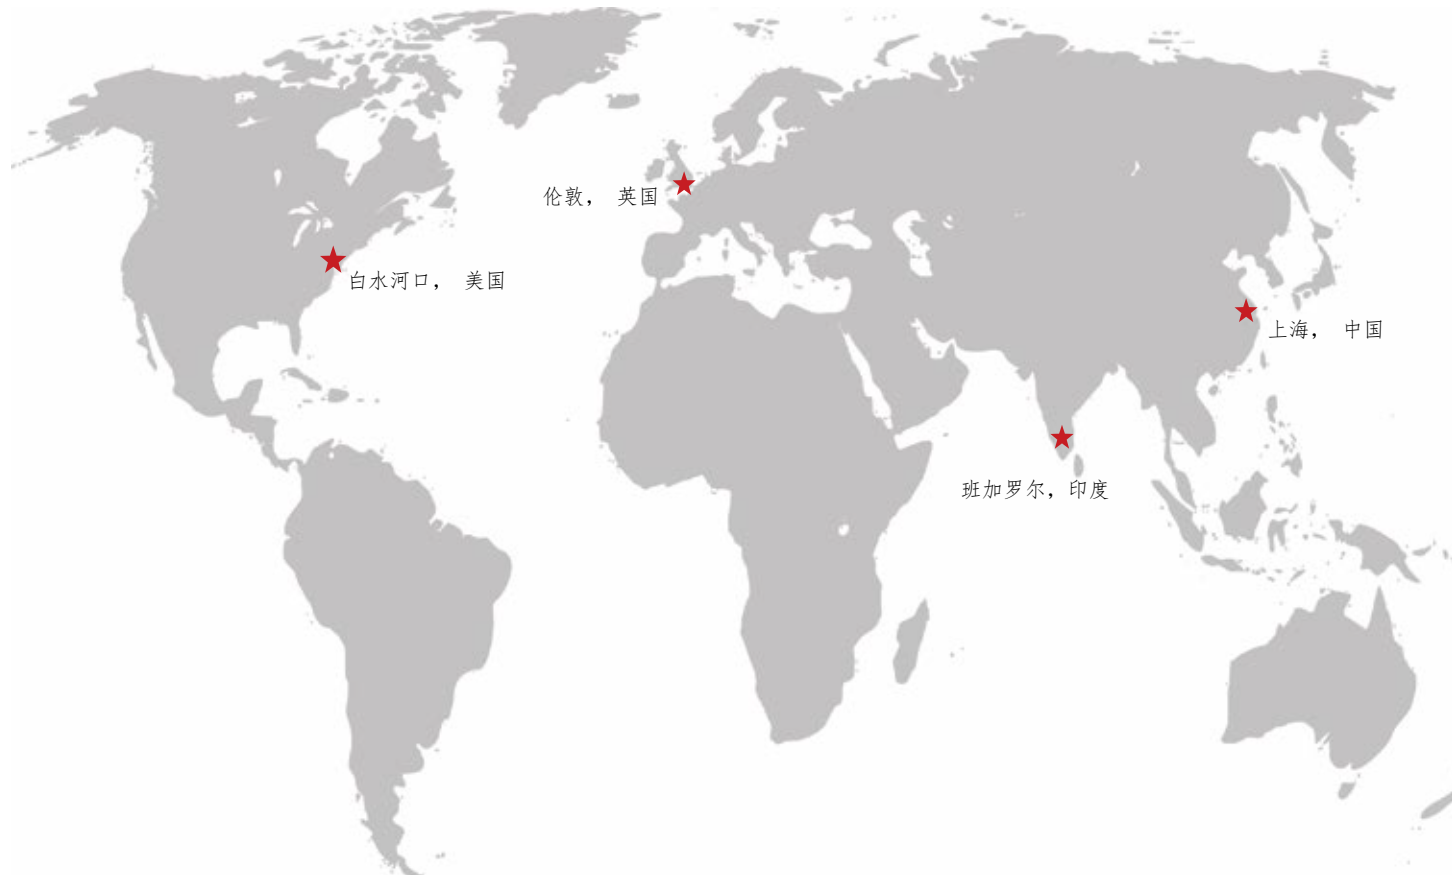 伦敦， 英国
白水河口， 美国
上海， 中国
班加罗尔，印度